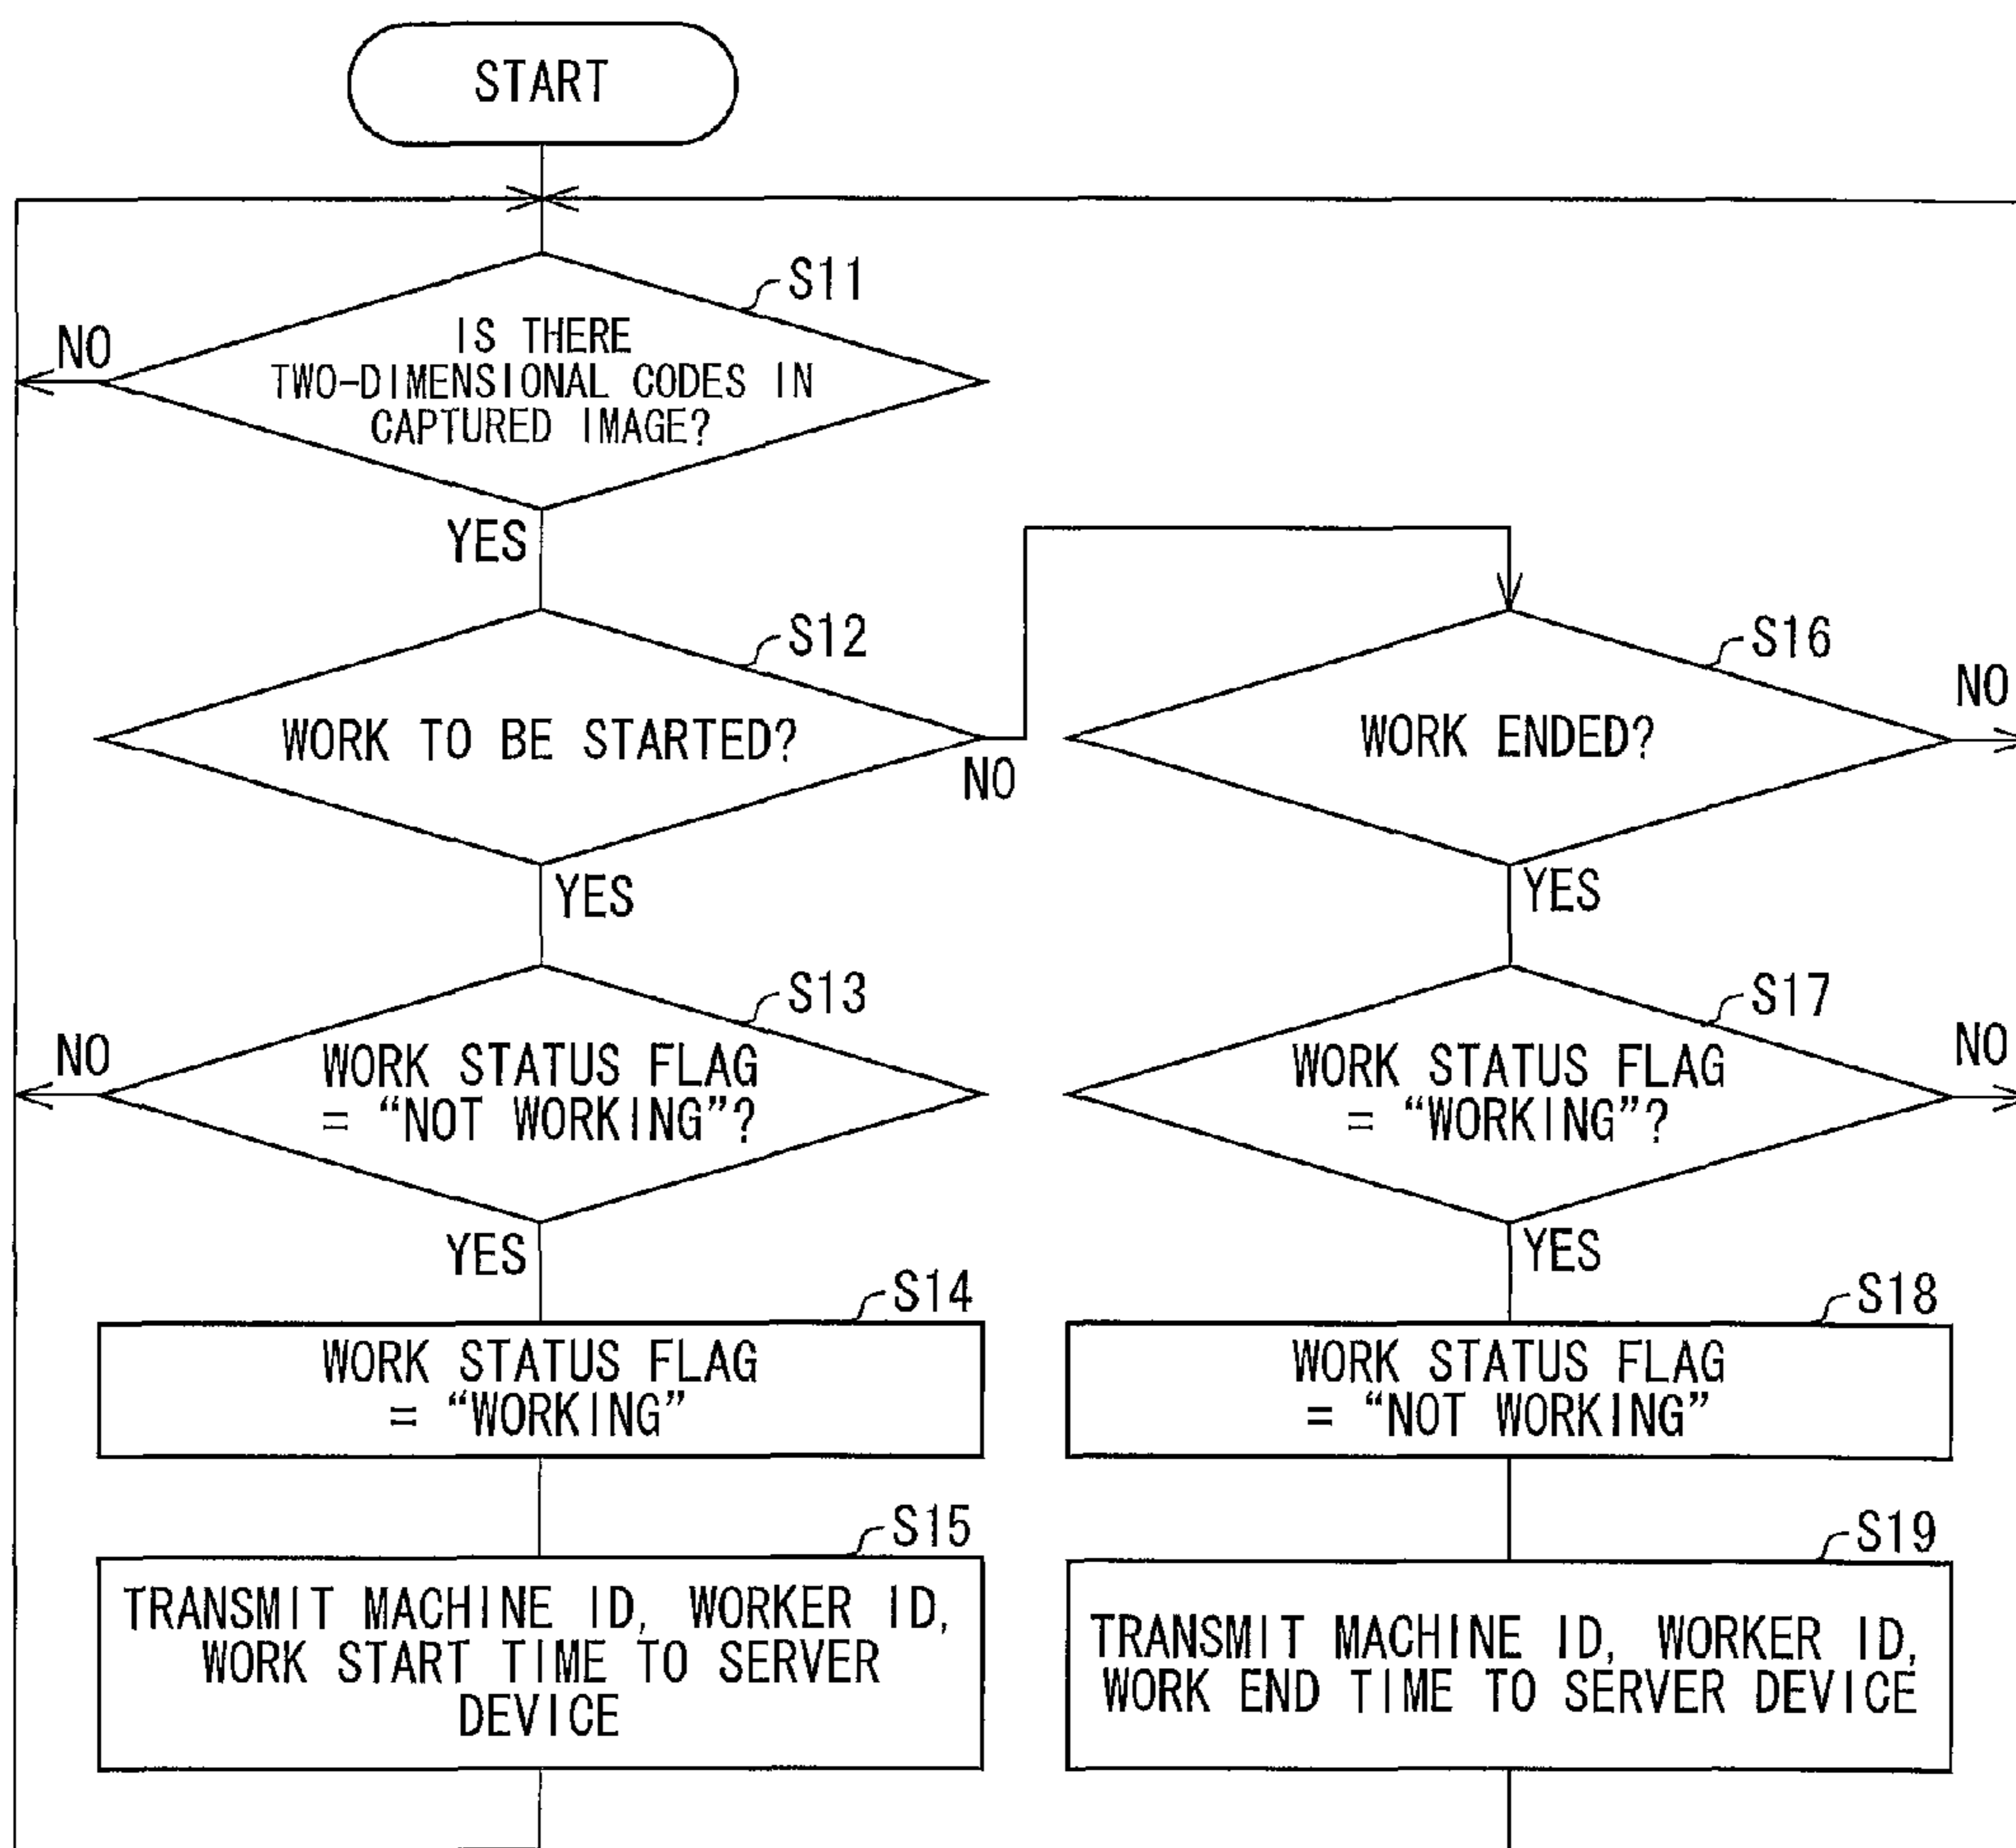 START
S11
NO
IS THERE
TWO-DIMENSIONAL CODES IN
CAPTURED IMAGE?
YES
S12
WORK TO BE STARTED?
NO
YES
S13
NO
WORK STATUS FLAG
= “NOT WORKING”?
YES
S14
WORK STATUS FLAG
= “WORKING”
S15
TRANSMIT MACHINE ID, WORKER ID,
WORK START TIME TO SERVER
DEVICE
S16
NO
WORK ENDED?
YES
S17
NO
WORK STATUS FLAG
= “WORKING”?
YES
S18
WORK STATUS FLAG
= “NOT WORKING”
S19
TRANSMIT MACHINE ID, WORKER ID,
WORK END TIME TO SERVER DEVICE